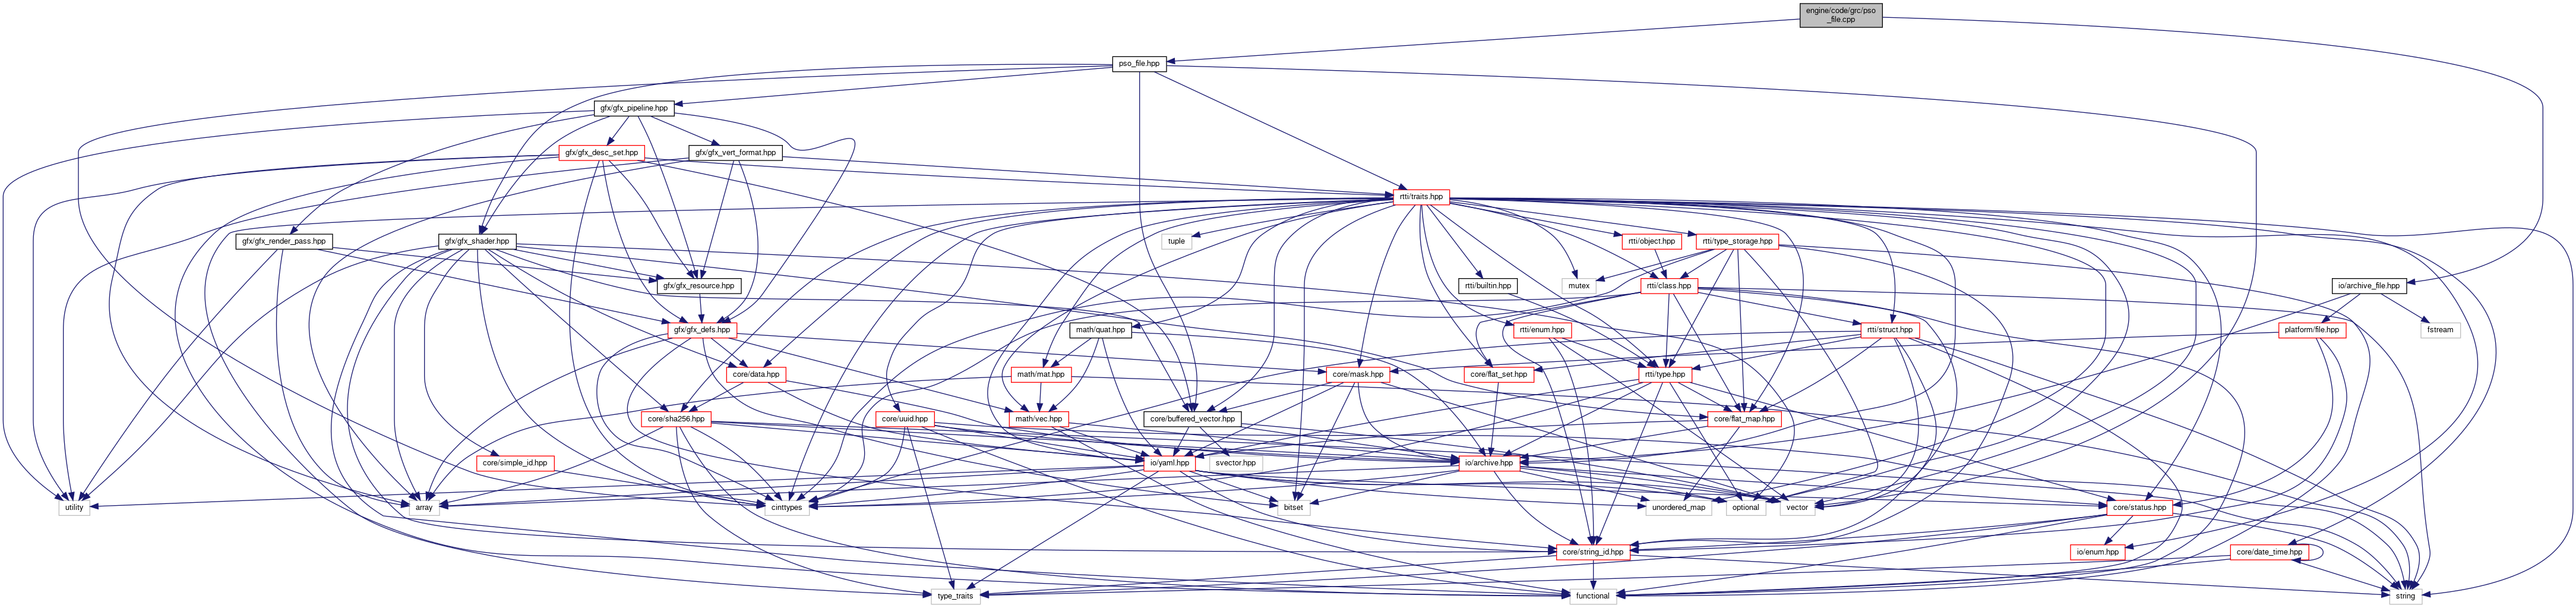 engine/code/grc/pso
_file.cpp
pso_file.hpp
gfx/gfx_pipeline.hpp
gfx/gfx_desc_set.hpp
gfx/gfx_vert_format.hpp
rtti/traits.hpp
gfx/gfx_render_pass.hpp
gfx/gfx_shader.hpp
tuple
rtti/object.hpp
rtti/type_storage.hpp
gfx/gfx_resource.hpp
rtti/builtin.hpp
mutex
rtti/class.hpp
io/archive_file.hpp
gfx/gfx_defs.hpp
math/quat.hpp
rtti/enum.hpp
rtti/struct.hpp
platform/file.hpp
fstream
core/data.hpp
math/mat.hpp
core/mask.hpp
core/flat_set.hpp
rtti/type.hpp
core/sha256.hpp
core/uuid.hpp
math/vec.hpp
core/buffered_vector.hpp
core/flat_map.hpp
core/simple_id.hpp
io/yaml.hpp
svector.hpp
io/archive.hpp
utility
array
cinttypes
bitset
unordered_map
optional
vector
core/status.hpp
core/string_id.hpp
io/enum.hpp
core/date_time.hpp
type_traits
functional
string